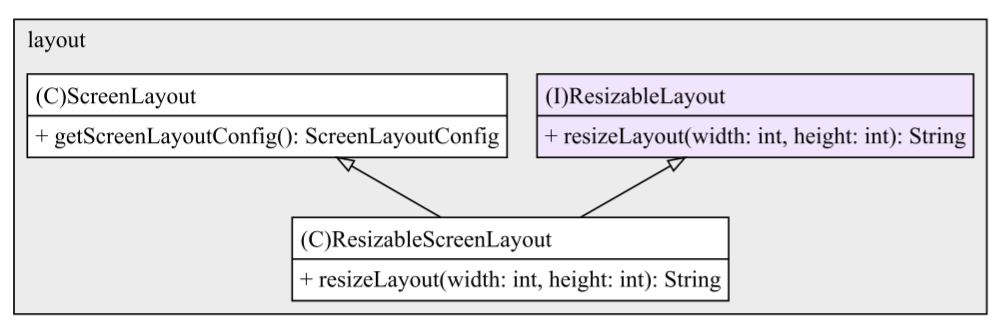 layout
(C)ScreenLayout
+ getScreenLayoutConfig(): ScreenLayoutConfig
(I)ResizableLayout
+ resizeLayout(width: int, height: int): String
(C)ResizableScreenLayout
+ resizeLayout(width: int, height: int): String